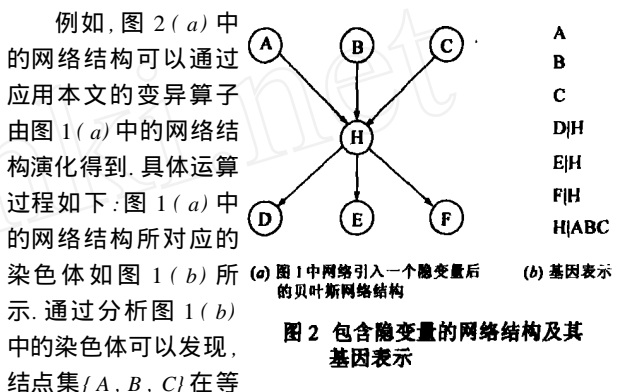 例如,图 2(a)中
的网络结构可以通过
应用本文的变异算子
由图 1(a)中的网络结
构演化得到. 具体运算
过程如下:图 1(a)中
的网络结构所对应的
染色体如图 1(b)所
示. 通过分析图 1(b)
中的染色体可以发现,
结点集{A, B, C}在等
A B C
H
D E F
(a) 图1中网络引入一个隐变量后
的贝叶斯网络结构
A
B
C
D|H
E|H
F|H
H|ABC
(b) 基因表示
图 2 包含隐变量的网络结构及其
基因表示